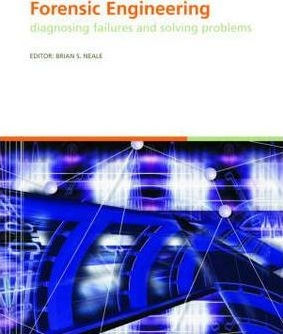 Forensic Engineering
diagnosing failures and solving problems
EDITOR: BRIAN S. NEALE